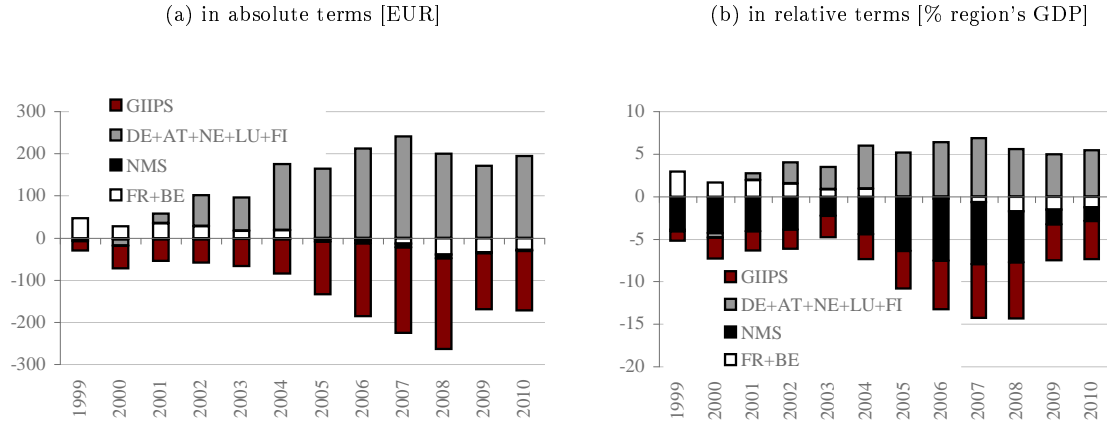 (a) in absolute terms [EUR]
300
200
100
0
-100
-200
-300
GIIPS
DE+AT+NE+LU+FI
NMS
FR+BE
1999 2000 2001 2002 2003 2004 2005 2006 2007 2008 2009 2010
(b) in relative terms [% region's GDP]
10
5
0
-5
-10
-15
-20
GIIPS
DE+AT+NE+LU+FI
NMS
FR+BE
1999 2000 2001 2002 2003 2004 2005 2006 2007 2008 2009 2010